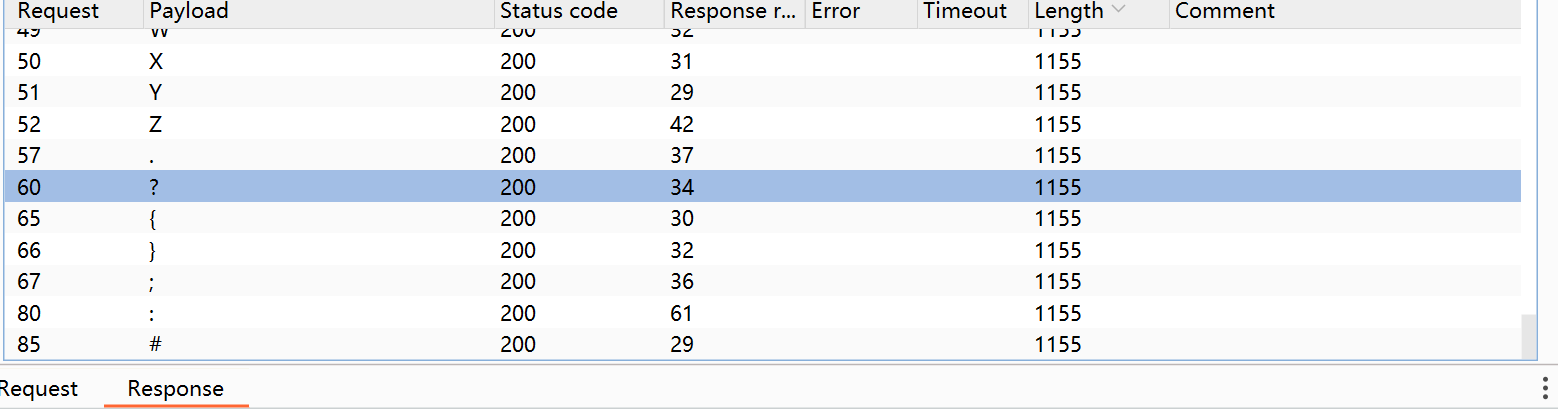 Request Payload Status code Response r... Error Timeout Length Comment
49 W 200 32 1155
50 X 200 31 1155
51 Y 200 29 1155
52 Z 200 42 1155
57 . 200 37 1155
60 ? 200 34 1155
65 { 200 30 1155
66 } 200 32 1155
67 ; 200 36 1155
80 : 200 61 1155
85 # 200 29 1155
Request Response